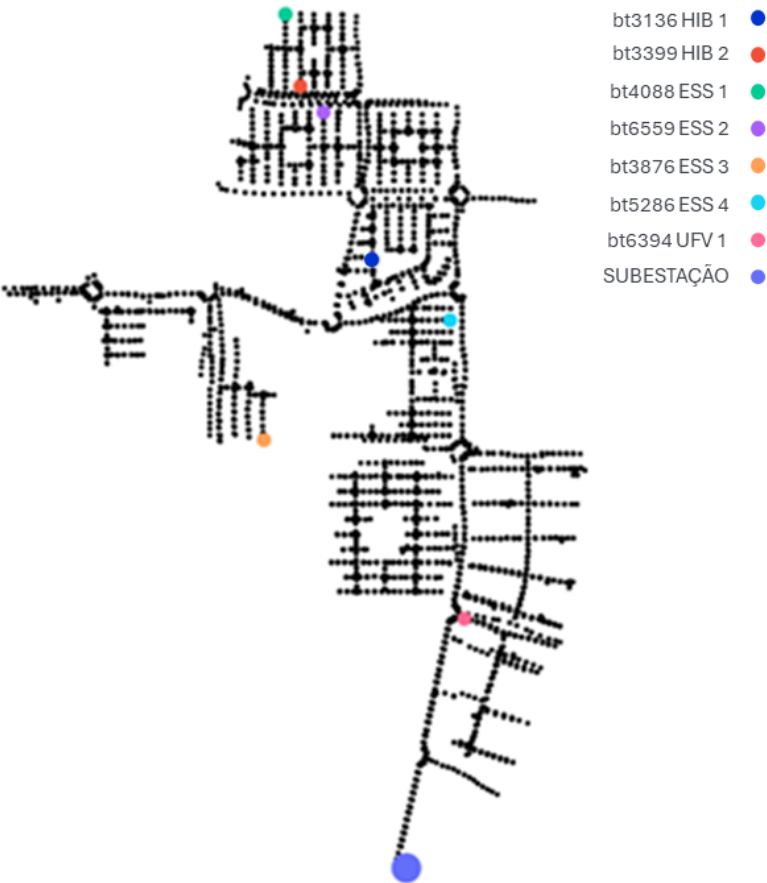 bt3136 HIB 1
bt3399 HIB 2
bt4088 ESS 1
bt6559 ESS 2
bt3876 ESS 3
bt5286 ESS 4
bt6394 UFV 1
SUBESTAÇÃO